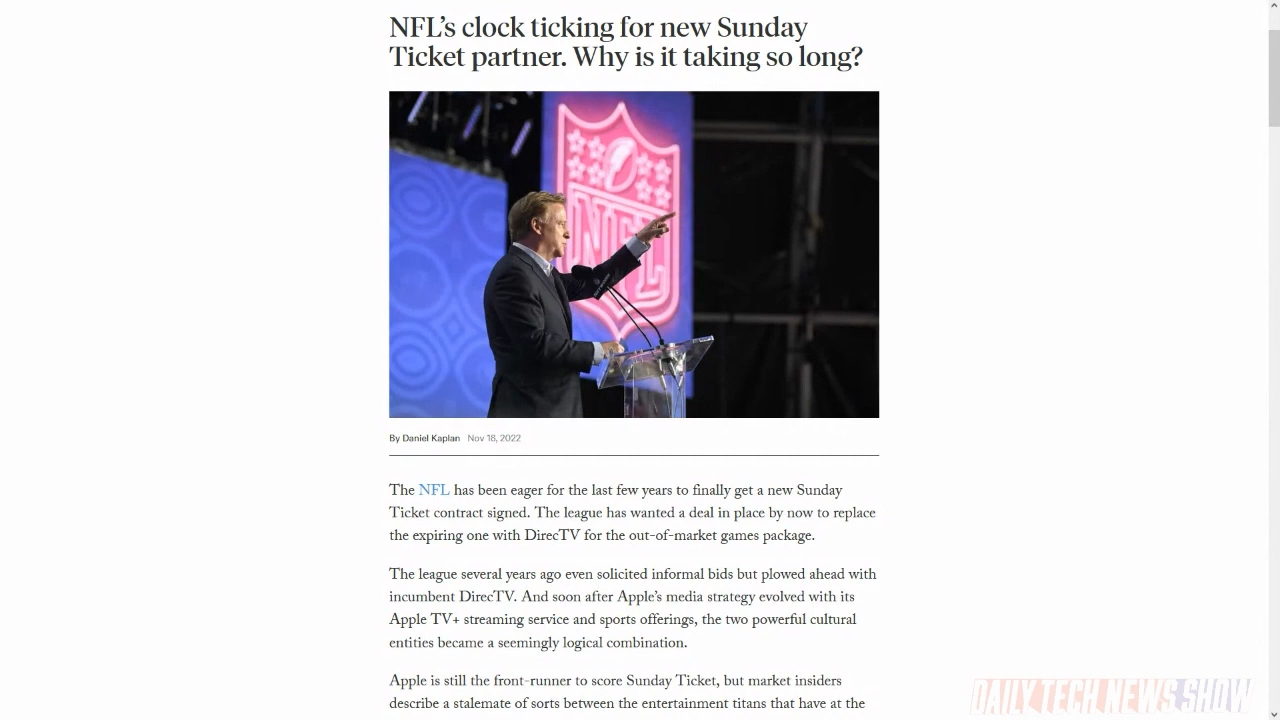 NFL’s clock ticking for new Sunday
Ticket partner. Why is it taking so long?
NFL
By Daniel Kaplan Nov 18, 2022
The NFL has been eager for the last few years to finally get a new Sunday
Ticket contract signed. The league has wanted a deal in place by now to replace
the expiring one with DirecTV for the out-of-market games package.
The league several years ago even solicited informal bids but plowed ahead with
incumbent DirecTV. And soon after Apple’s media strategy evolved with its
Apple TV+ streaming service and sports offerings, the two powerful cultural
entities became a seemingly logical combination.
Apple is still the front-runner to score Sunday Ticket, but market insiders
describe a stalemate of sorts between the entertainment titans that have at the
DAILY TECH NEWS SHOW